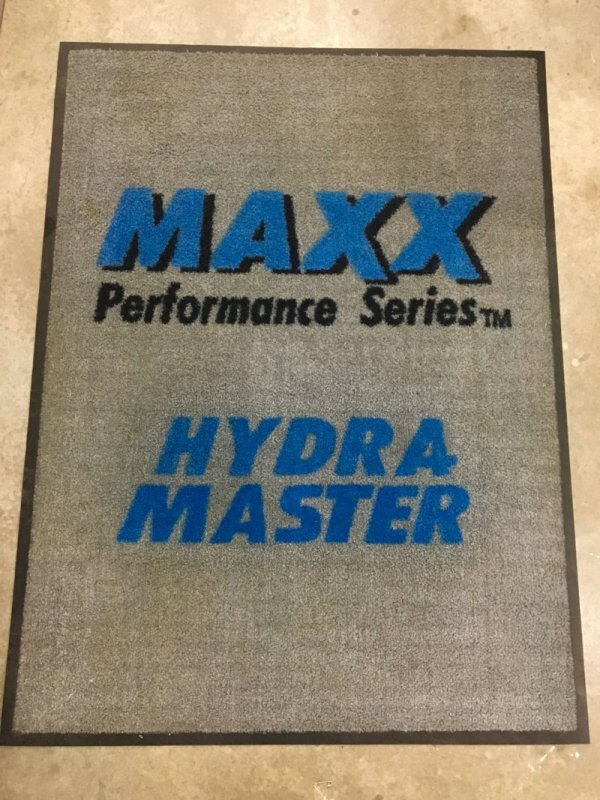 MAXX
Performance Series™
HYDRA
MASTER